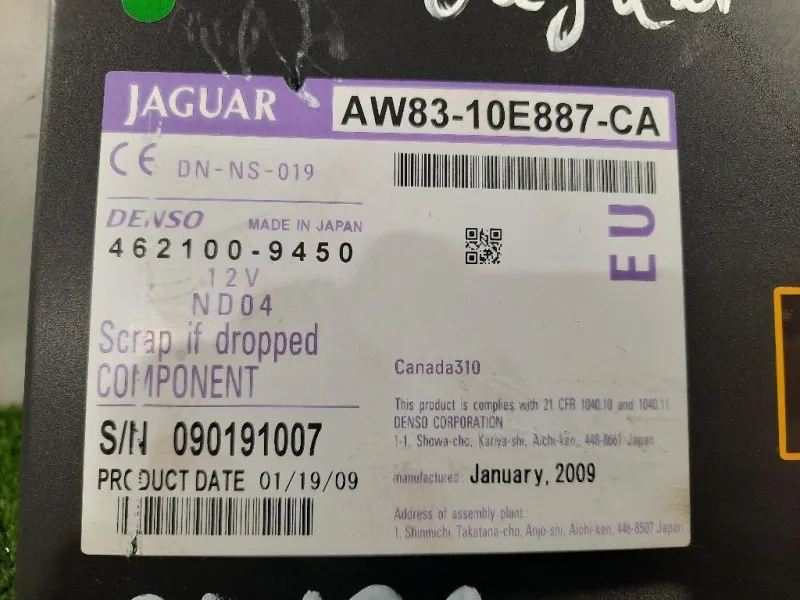 JAGUAR AW83-10E887-CA
CE DN-NS-019
DENSO MADE IN JAPAN
462100-9450
12V
ND04
Scrap if dropped
COMPONENT
S/N 090191007
PRODUCT DATE 01/19/09
EU
Canada310
This product is complies with 21 CFR 1040.10 and 1040.11
DENSO CORPORATION
1-1, Showa-cho, Kariya-shi, Aichi-ken, 448-8661 Japan
manufactured: January, 2009
Address of assembly plant:
1, Shinmichi, Takatana-cho, Anjo-shi, Aichi-ken, 446-8507 Japan